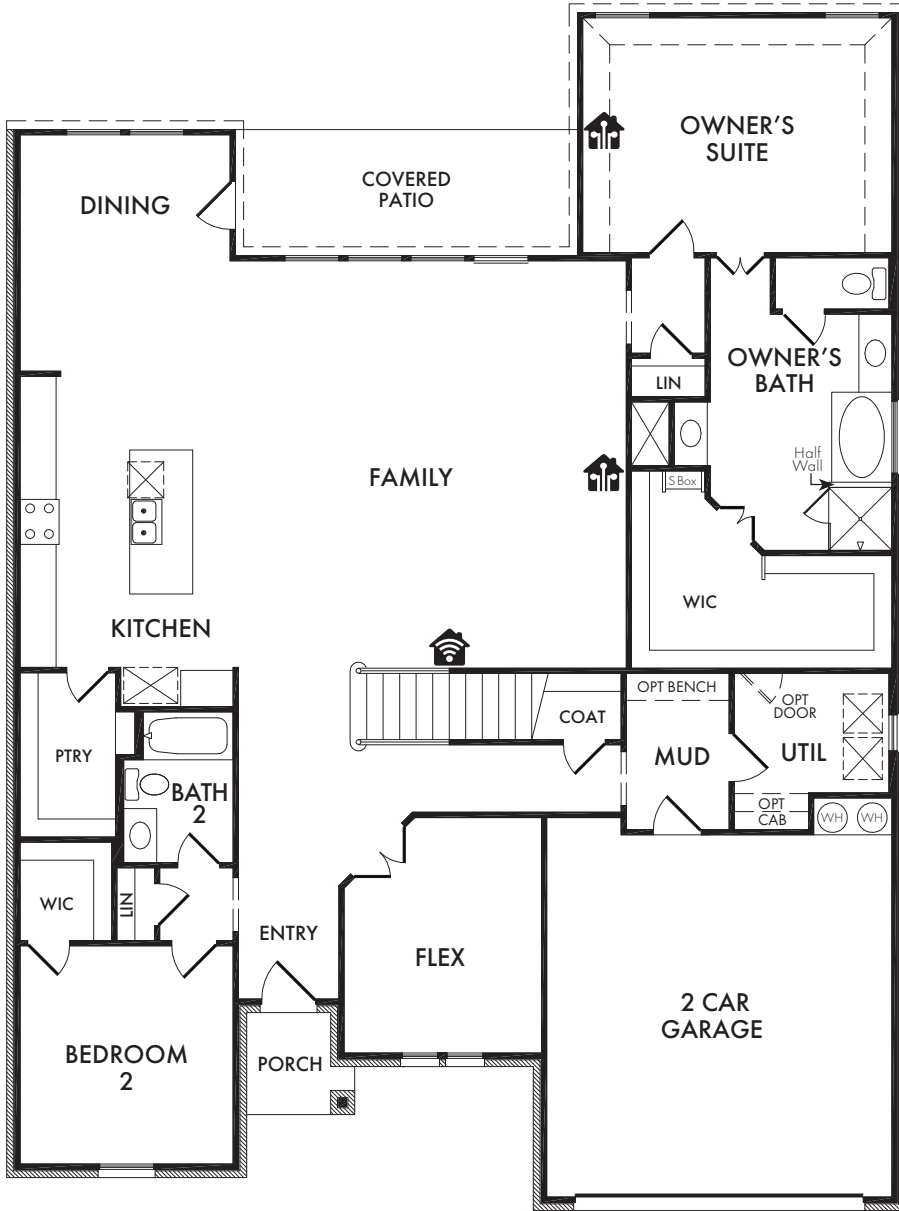 OWNER'S
SUITE
COVERED
PATIO
DINING
OWNER'S
BATH
LIN
Half
Wall
FAMILY
S Box
WIC
KITCHEN
OPT BENCH
OPT
DOOR
COAT
MUD
UTIL
PTRY
BATH
2
OPT
CAB
WH
WH
WIC
LIN
ENTRY
FLEX
2 CAR
GARAGE
BEDROOM
2
PORCH